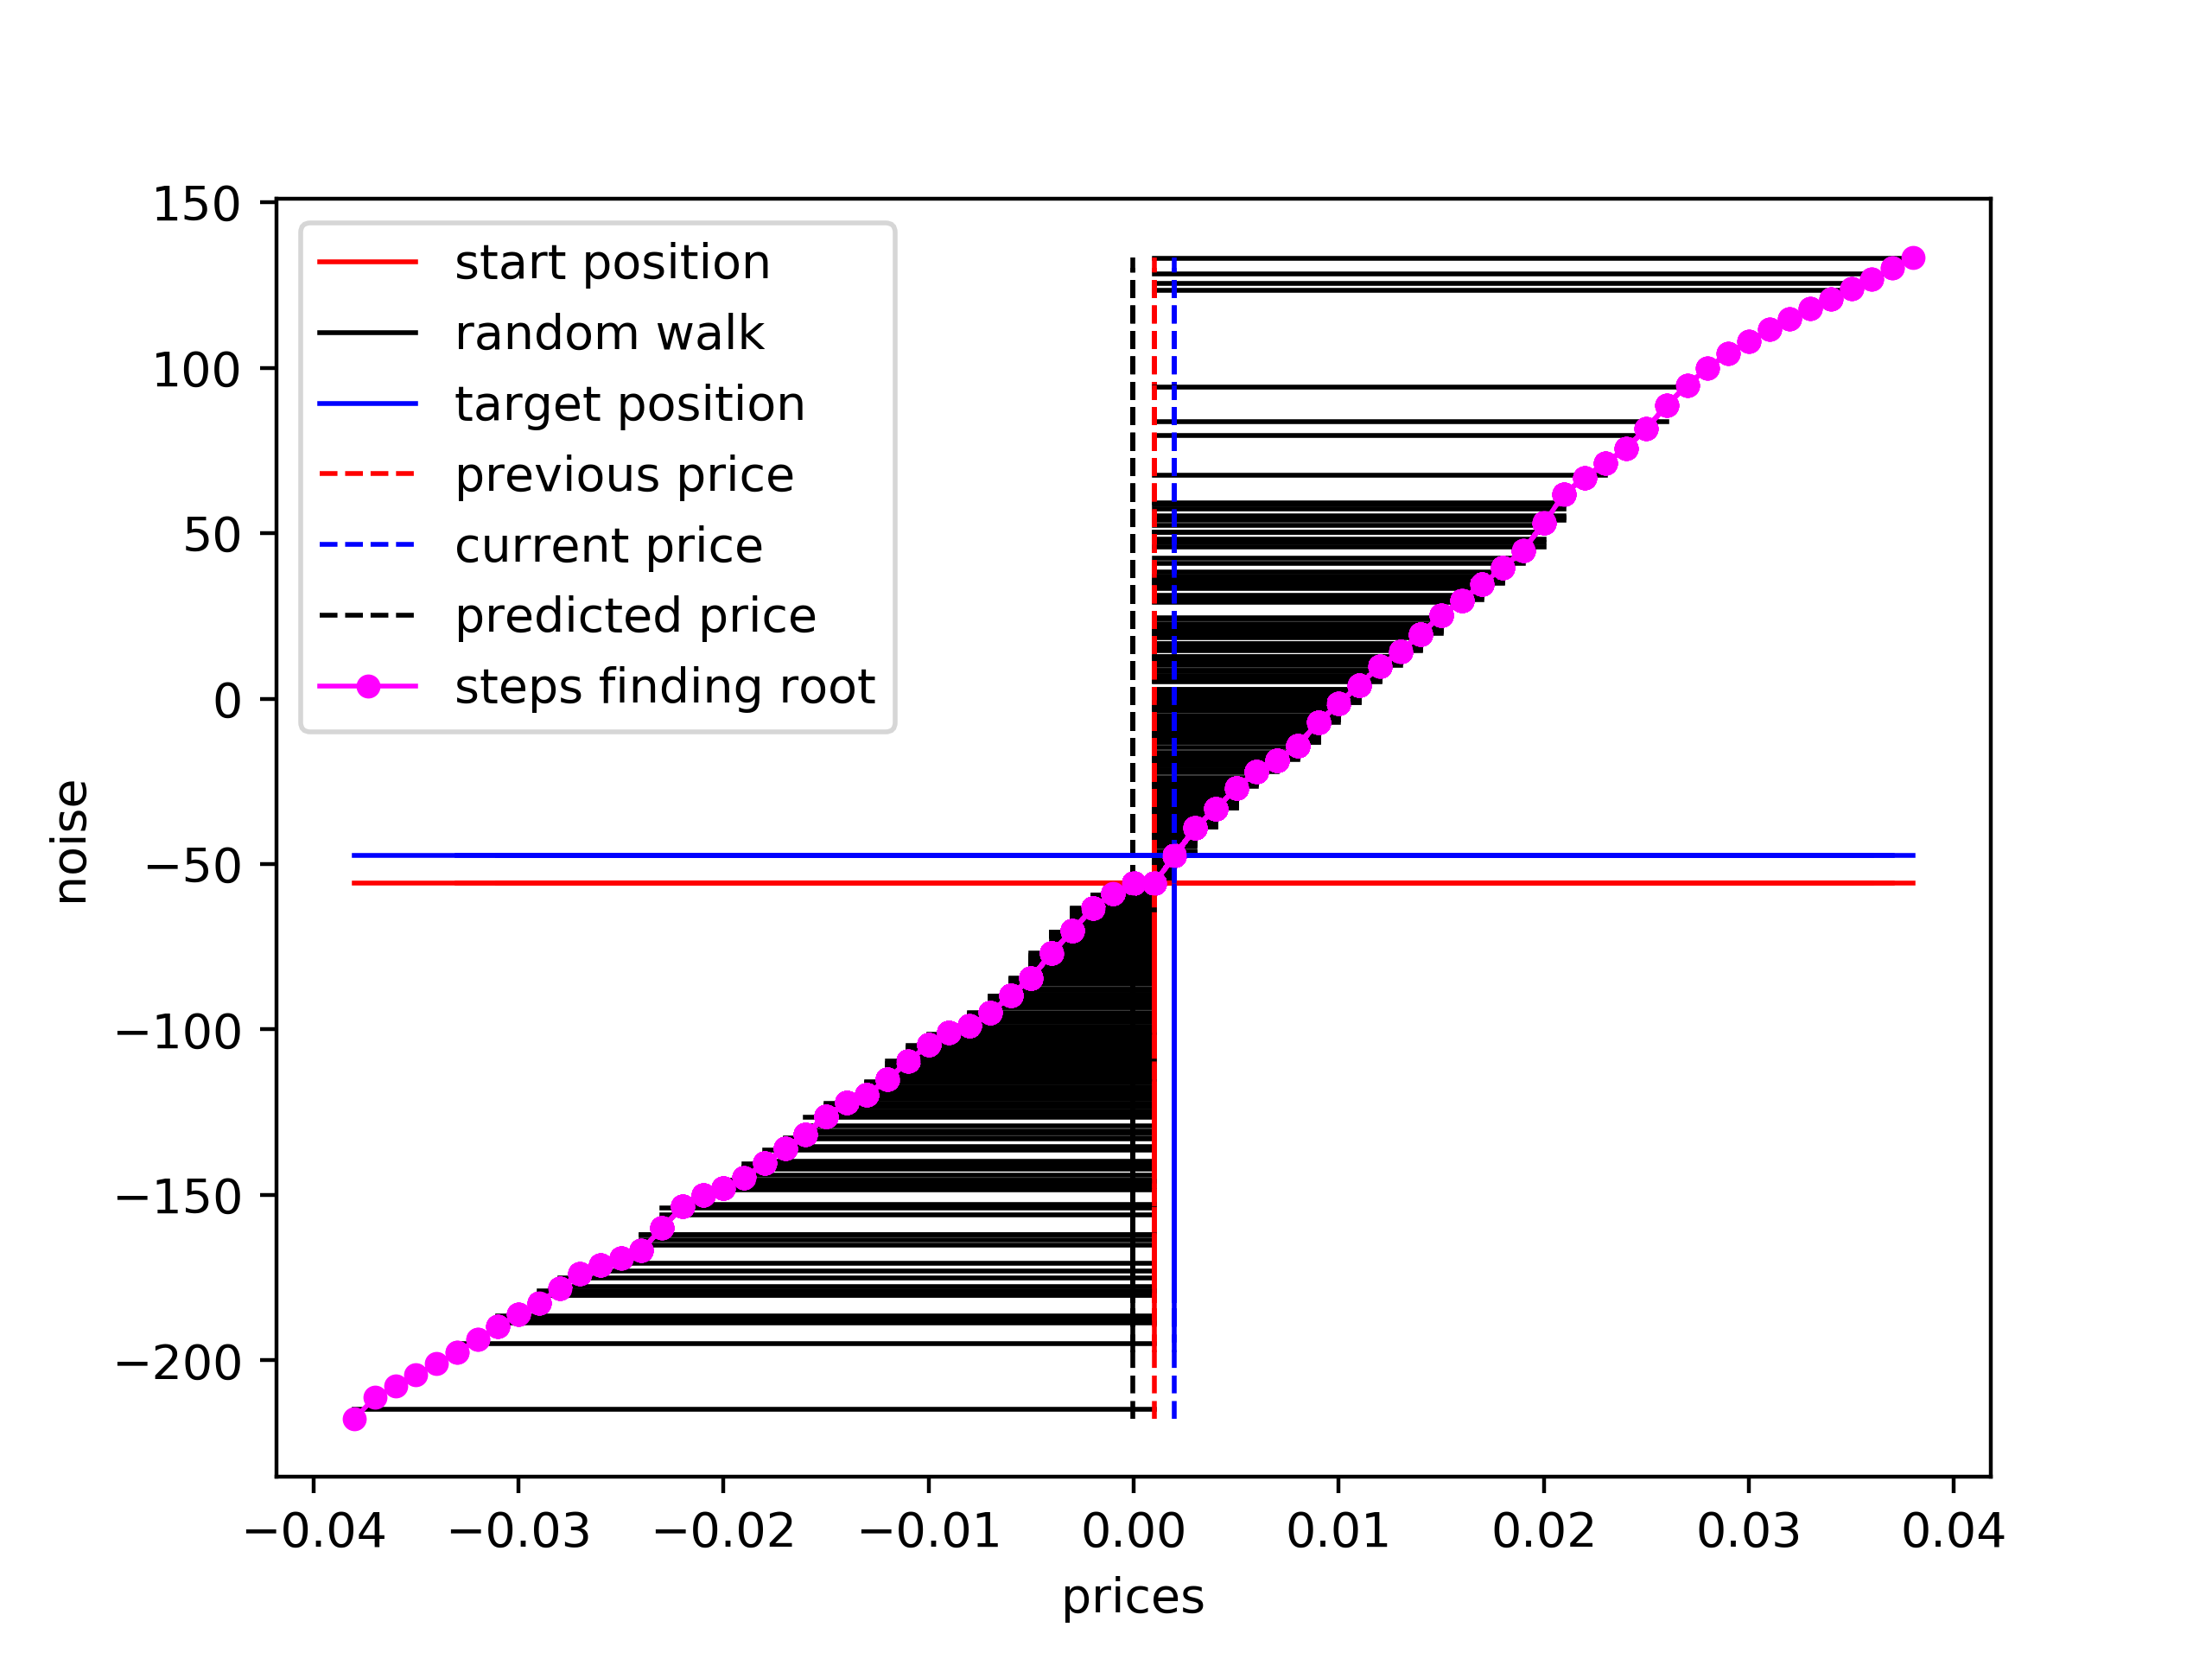 150
100
50
0
−50
−100
−150
−200
noise
start position
random walk
target position
previous price
current price
predicted price
steps finding root
−0.04 −0.03 −0.02 −0.01 0.00 0.01 0.02 0.03 0.04
prices